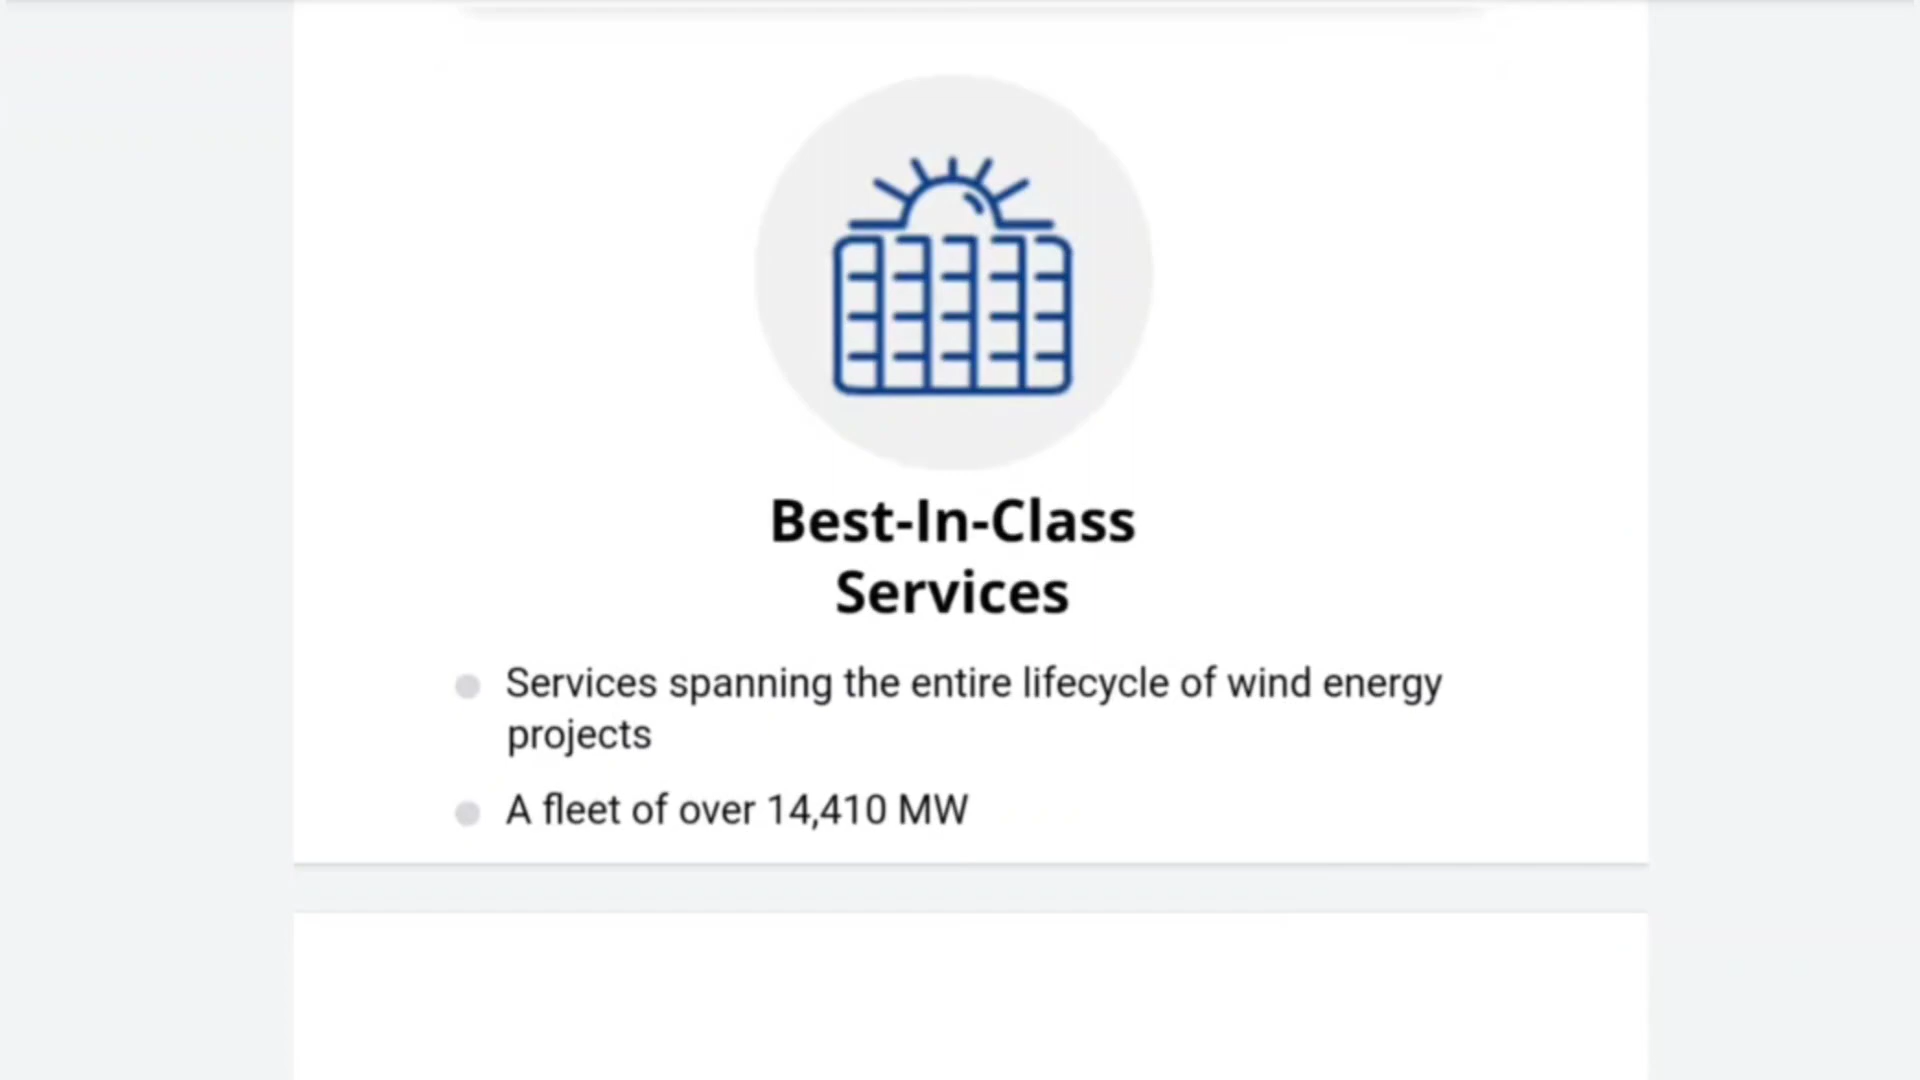 Best-In-Class
Services
Services spanning the entire lifecycle of wind energy
projects
A fleet of over 14,410 MW